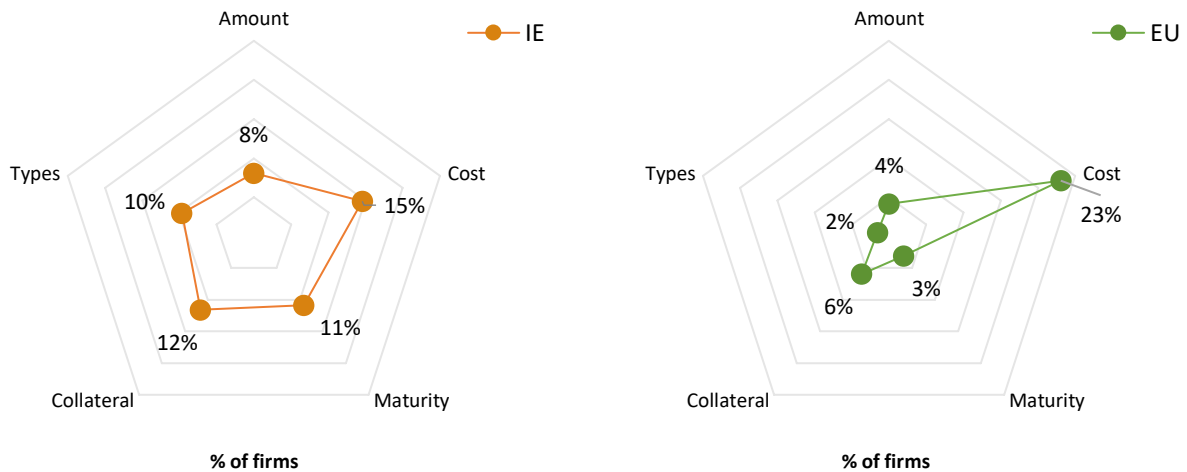 Amount
IE
8%
Types
Cost
10%
15%
11%
12%
Collateral
Maturity
% of firms
Amount
EU
4%
Types
Cost
2%
23%
3%
6%
Collateral
Maturity
% of firms